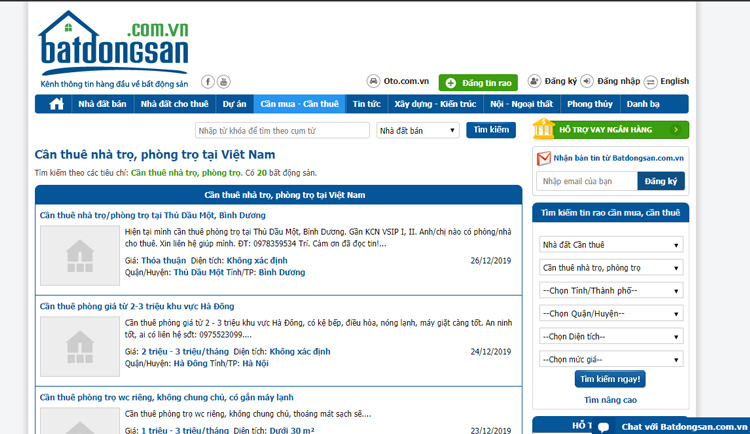 .com.vn
batdongsan
Kênh thông tin hàng đầu về bất động sản
Oto.com.vn
Đăng tin rao
Đăng ký
Đăng nhập
English
Nhà đất bán
Nhà đất cho thuê
Dự án
Cần mua - Cần thuê
Tin tức
Xây dựng - Kiến trúc
Nội - Ngoại thất
Phong thủy
Danh bạ
Nhập từ khóa để tìm theo cụm từ
Nhà đất bán
Tìm kiếm
HỖ TRỢ VAY NGÂN HÀNG
Cần thuê nhà trọ, phòng trọ tại Việt Nam
Tìm kiếm theo các tiêu chí: Cần thuê nhà trọ, phòng trọ. Có 20 bất động sản.
Cần thuê nhà trọ, phòng trọ tại Việt Nam
Cần thuê nhà trọ/phòng trọ tại Thủ Dầu Một, Bình Dương
Hiện tại mình cần thuê phòng trọ tại Thủ Dầu Một, Bình Dương. Gần KCN VSIP I, II. Anh/chị nào có phòng/nhà
cho thuê. Xin liên hệ giúp mình. ĐT: 0978359534 Trí. Cảm ơn đã đọc tin!...
Giá: Thỏa thuận Diện tích: Không xác định 26/12/2019
Quận/Huyện: Thủ Dầu Một Tỉnh/TP: Bình Dương
Cần thuê phòng giá từ 2-3 triệu khu vực Hà Đông
Cần thuê phòng giá từ 2 - 3 triệu khu vực Hà Đông, có kệ bếp, điều hòa, nóng lạnh, máy giặt càng tốt. An ninh
tốt, ai có liên hệ sđt: 0975523099....
Giá: 2 triệu - 3 triệu/tháng Diện tích: Không xác định 24/12/2019
Quận/Huyện: Hà Đông Tỉnh/TP: Hà Nội
Cần thuê phòng trọ wc riêng, không chung chủ, có gắn máy lạnh
Cần thuê phòng trọ wc riêng, không chung chủ, thoáng mát sạch sẽ....
Giá: 1 triệu - 3 triệu/tháng Diện tích: Dưới 30 m² 23/12/2019
Nhận bản tin từ Batdongsan.com.vn
Nhập email của bạn
Đăng ký
Tìm kiếm tin rao cần mua, cần thuê
Nhà đất Cần thuê
Cần thuê nhà trọ, phòng trọ
--Chọn Tỉnh/Thành phố--
--Chọn Quận/Huyện--
--Chọn Diện tích--
--Chọn mức giá--
Tìm kiếm ngay!
Tìm nâng cao
HỖ T
Chat với Batdongsan.com.vn